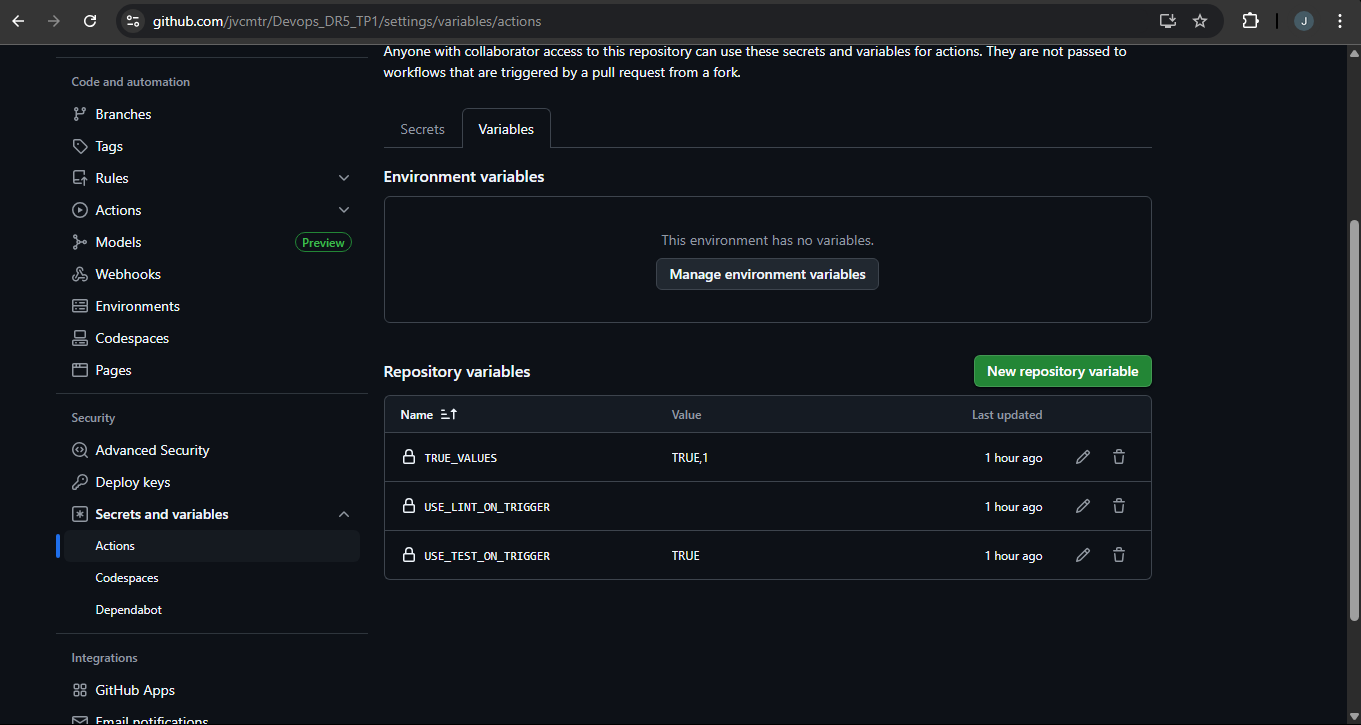 github.com/jvcmtr/Devops_DR5_TP1/settings/variables/actions
J
Anyone with collaborator access to this repository can use these secrets and variables for actions. They are not passed to
workflows that are triggered by a pull request from a fork.
Code and automation
Branches
Tags
Rules
Actions
Models Preview
Webhooks
Environments
Codespaces
Pages
Security
Advanced Security
Deploy keys
Secrets and variables
Actions
Codespaces
Dependabot
Integrations
GitHub Apps
Email notifications
Secrets Variables
Environment variables
This environment has no variables.
Manage environment variables
Repository variables New repository variable
Name Value Last updated
TRUE_VALUES TRUE,1 1 hour ago
USE_LINT_ON_TRIGGER 1 hour ago
USE_TEST_ON_TRIGGER TRUE 1 hour ago